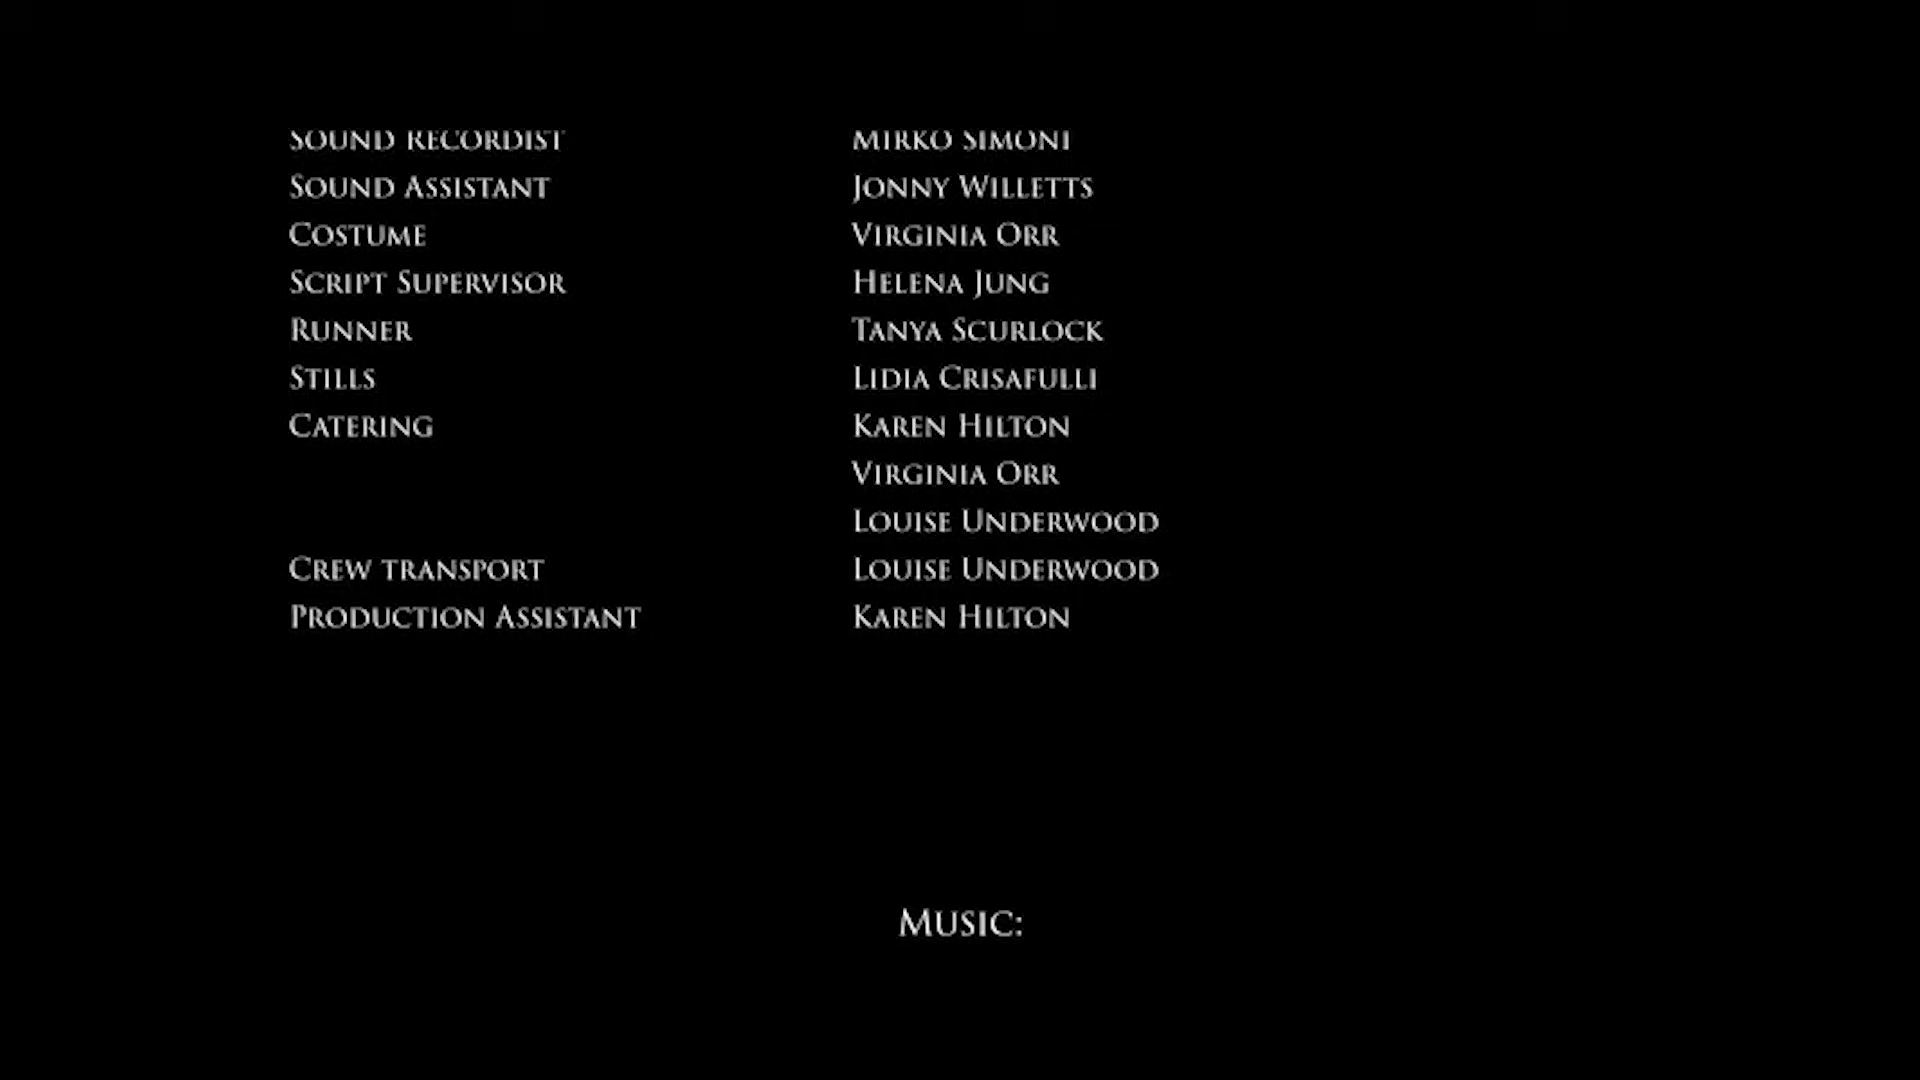 Sound Recordist Mirko Simoni
Sound Assistant Jonny Willetts
Costume Virginia Orr
Script Supervisor Helena Jung
Runner Tanya Scurlock
Stills Lidia Crisafulli
Catering Karen Hilton
Virginia Orr
Louise Underwood
Crew transport Louise Underwood
Production Assistant Karen Hilton
Music: